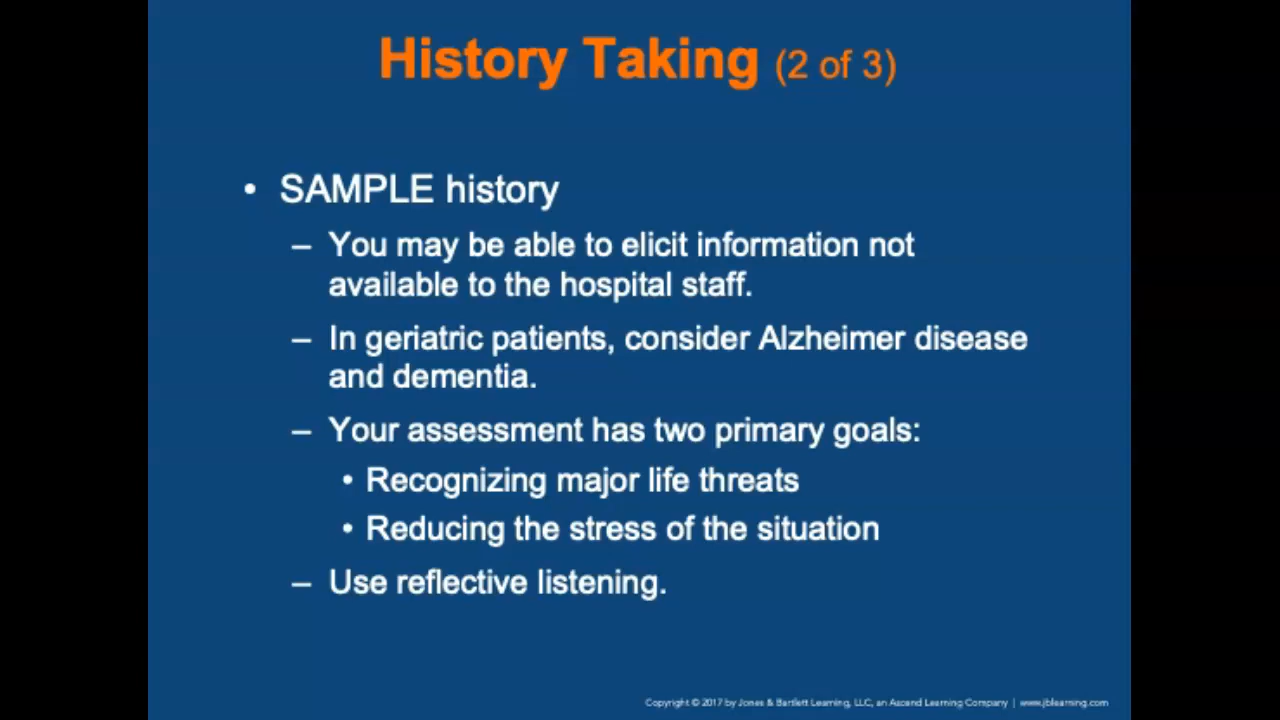 History Taking (2 of 3)
• SAMPLE history
– You may be able to elicit information not
available to the hospital staff.
– In geriatric patients, consider Alzheimer disease
and dementia.
– Your assessment has two primary goals:
• Recognizing major life threats
• Reducing the stress of the situation
– Use reflective listening.
Copyright © 2017 by Jones & Bartlett Learning, LLC, an Ascend Learning Company | www.jblearning.com